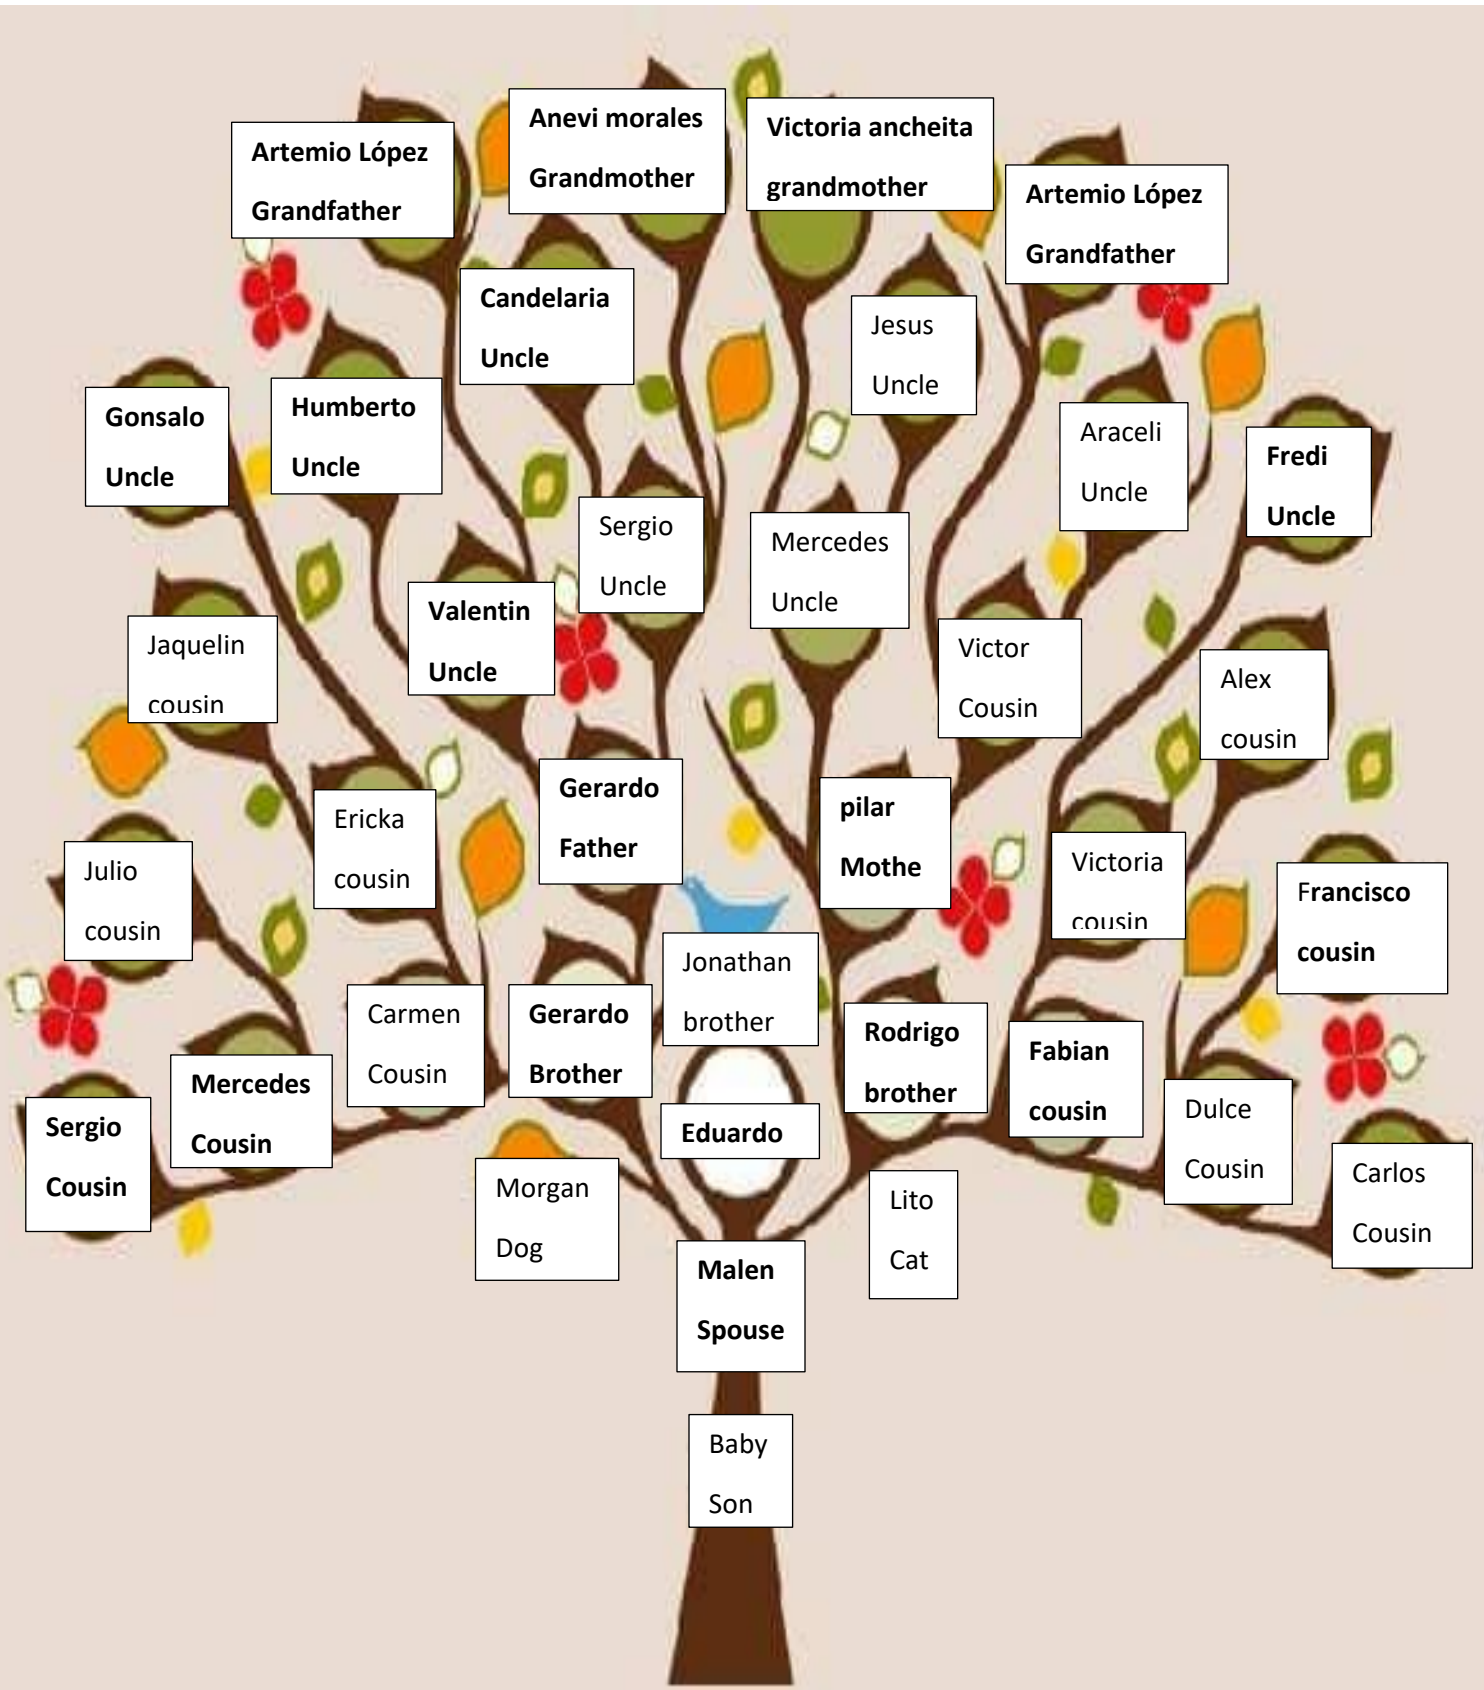 Artemio López
Grandfather
Anevi morales
Grandmother
Victoria ancheita
grandmother
Artemio López
Grandfather
Candelaria
Uncle
Jesus
Uncle
Gonsalo
Uncle
Humberto
Uncle
Araceli
Uncle
Fredi
Uncle
Sergio
Uncle
Mercedes
Uncle
Valentin
Uncle
Jaquelin
cousin
Victor
Cousin
Alex
cousin
Gerardo
Father
pilar
Mothe
Ericka
cousin
Julio
cousin
Victoria
cousin
Francisco
cousin
Jonathan
brother
Carmen
Cousin
Gerardo
Brother
Rodrigo
brother
Fabian
cousin
Mercedes
Cousin
Sergio
Cousin
Eduardo
Dulce
Cousin
Carlos
Cousin
Morgan
Dog
Lito
Cat
Malen
Spouse
Baby
Son